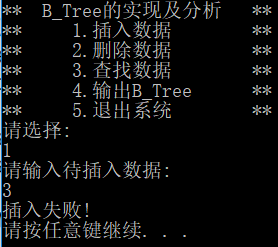 **  B_Tree的实现及分析  **
**     1.插入数据       **
**     2.删除数据       **
**     3.查找数据       **
**     4.输出B_Tree     **
**     5.退出系统       **
请选择:
1
请输入待插入数据:
3
插入失败!
请按任意键继续. . .